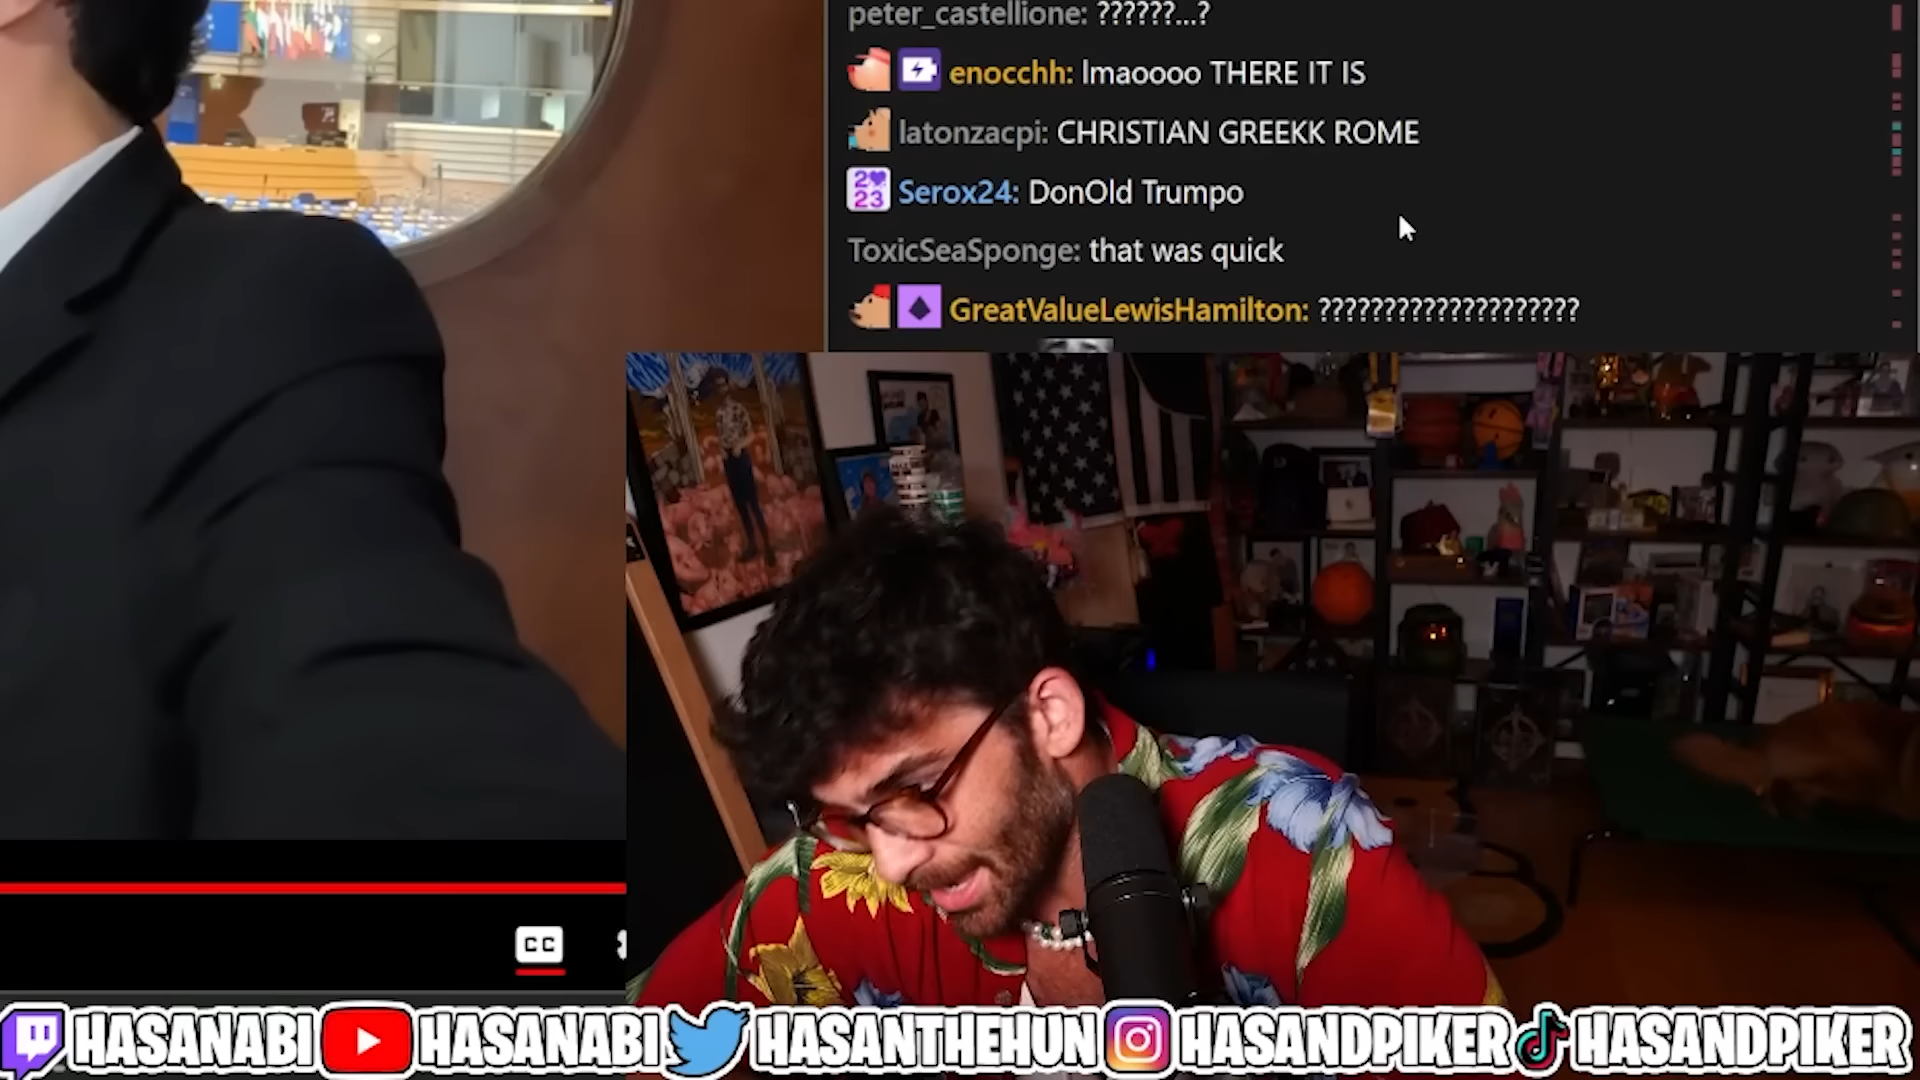 peter_castellione: ??????...?
enocchh: lmaoooo THERE IT IS
latonzacpi: CHRISTIAN GREEKK ROME
2023 Serox24: DonOld Trumpo
ToxicSeaSponge: that was quick
GreatValueLewisHamilton: ????????????????????
CC
HASANABI HASANABI HASANTHEHUN HASANDPIKER HASANDPIKER